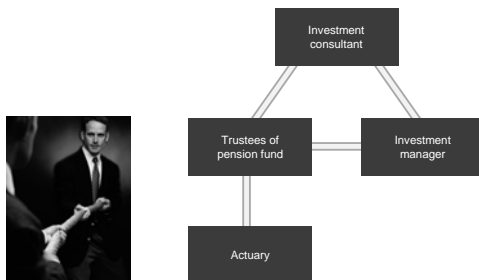 Investment
consultant
Trustees of
pension fund
Investment
manager
Actuary